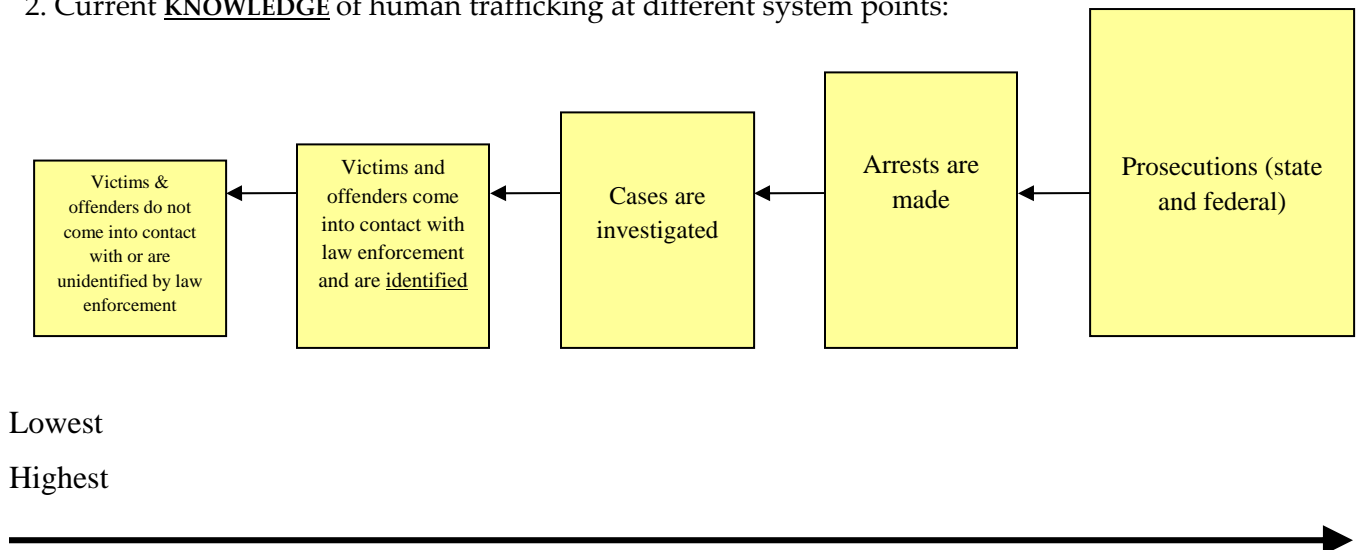 2. Current KNOWLEDGE of human trafficking at different system points:
Victims &
offenders do not
come into contact
with or are
unidentified by law
enforcement
Victims and
offenders come
into contact with
law enforcement
and are identified
Cases are
investigated
Arrests are
made
Prosecutions (state
and federal)
Lowest
Highest